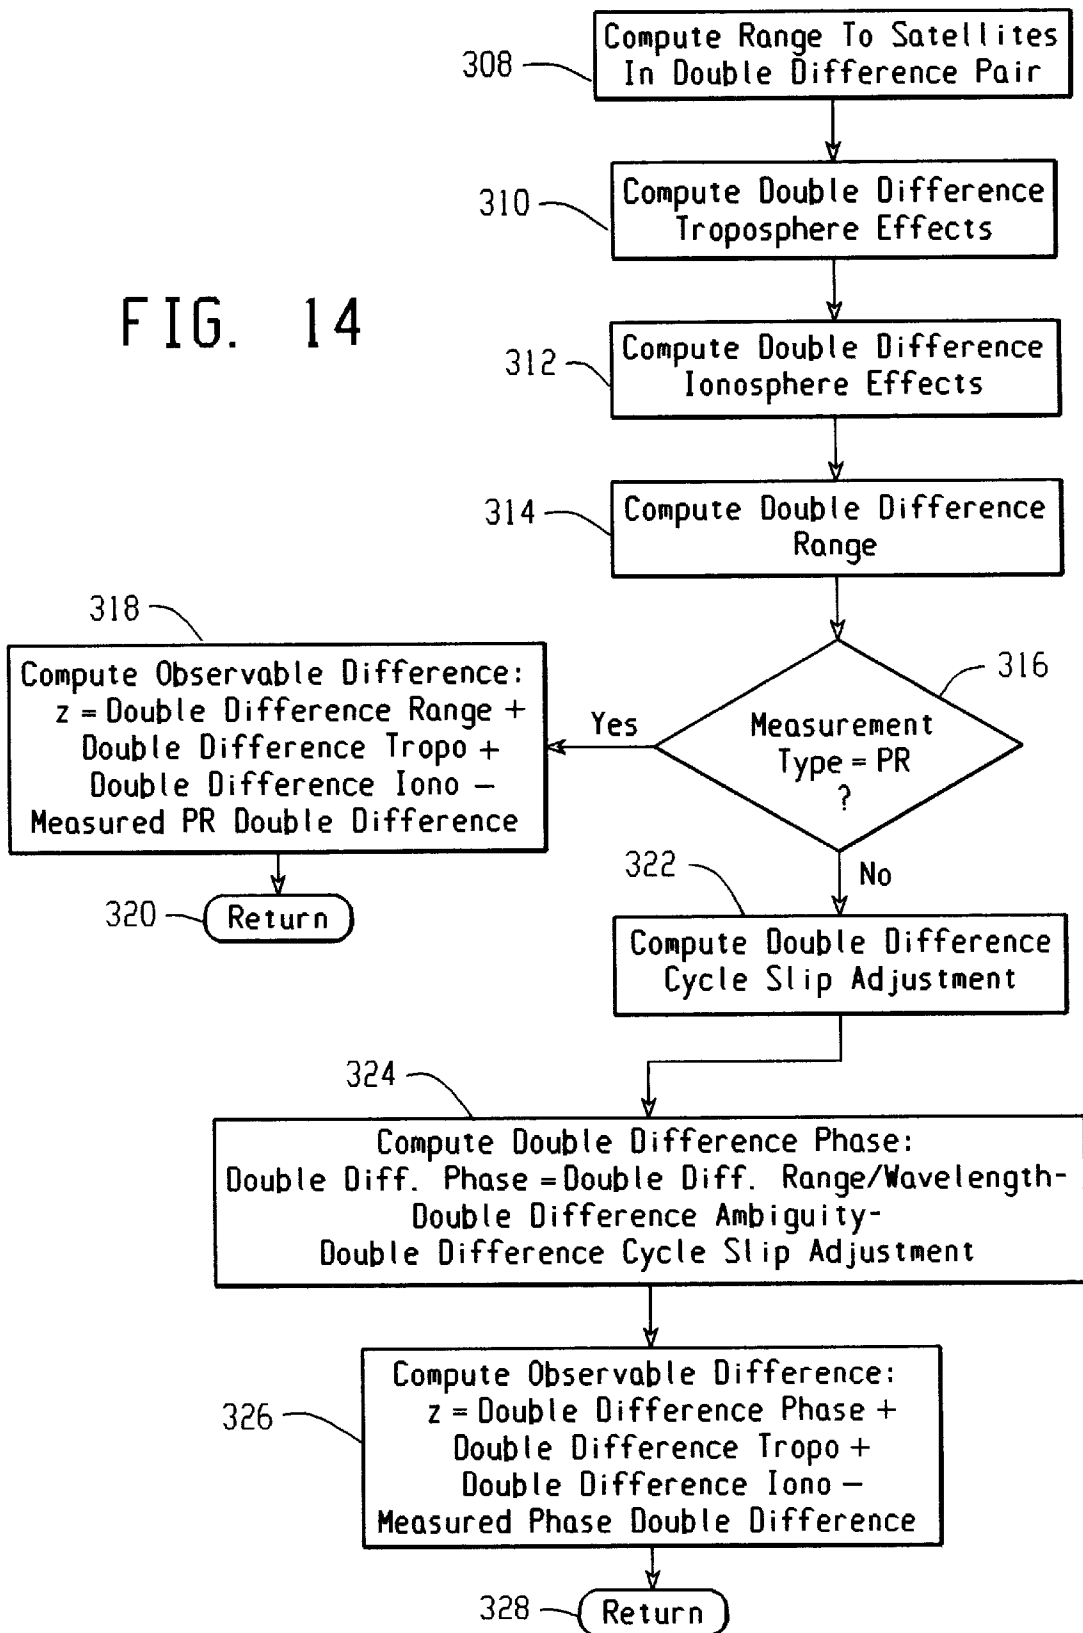 308
Compute Range To Satellites
In Double Difference Pair
310
Compute Double Difference
Troposphere Effects
FIG. 14
312
Compute Double Difference
Ionosphere Effects
314
Compute Double Difference
Range
318
Compute Observable Difference:
z = Double Difference Range +
Double Difference Tropo +
Double Difference Iono –
Measured PR Double Difference
316
Measurement
Type = PR
?
Yes
No
320
Return
322
Compute Double Difference
Cycle Slip Adjustment
324
Compute Double Difference Phase:
Double Diff. Phase = Double Diff. Range/Wavelength-
Double Difference Ambiguity-
Double Difference Cycle Slip Adjustment
326
Compute Observable Difference:
z = Double Difference Phase +
Double Difference Tropo +
Double Difference Iono –
Measured Phase Double Difference
328
Return